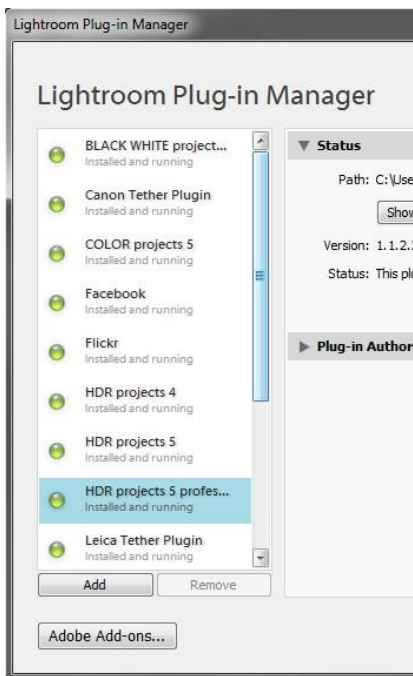 Lightroom Plug-in Manager
Lightroom Plug-in Manager
BLACK WHITE project...
Installed and running
Canon Tether Plugin
Installed and running
COLOR projects 5
Installed and running
Facebook
Installed and running
Flickr
Installed and running
HDR projects 4
Installed and running
HDR projects 5
Installed and running
HDR projects 5 profes...
Installed and running
Leica Tether Plugin
Installed and running
Add Remove
Adobe Add-ons...
Status
Path: C:\Use
Show
Version: 1.1.2.
Status: This pl
Plug-in Author